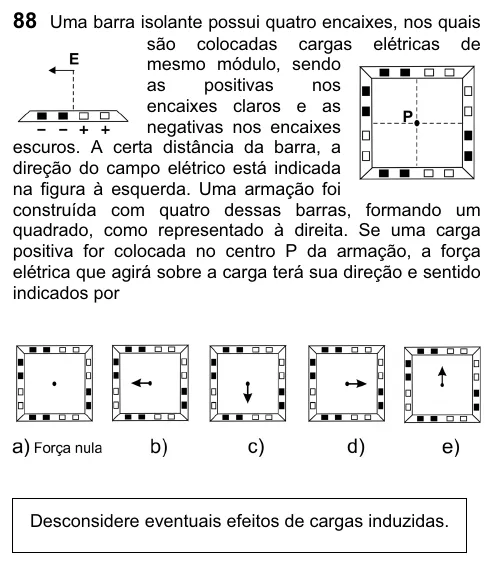 88 Uma barra isolante possui quatro encaixes, nos quais
são colocadas cargas elétricas de
mesmo módulo, sendo
as positivas nos
encaixes claros e as
negativas nos encaixes
E
– – + +
P
escuros. A certa distância da barra, a
direção do campo elétrico está indicada
na figura à esquerda. Uma armação foi
construída com quatro dessas barras, formando um
quadrado, como representado à direita. Se uma carga
positiva for colocada no centro P da armação, a força
elétrica que agirá sobre a carga terá sua direção e sentido
indicados por
a) Força nula b) c) d) e)
Desconsidere eventuais efeitos de cargas induzidas.